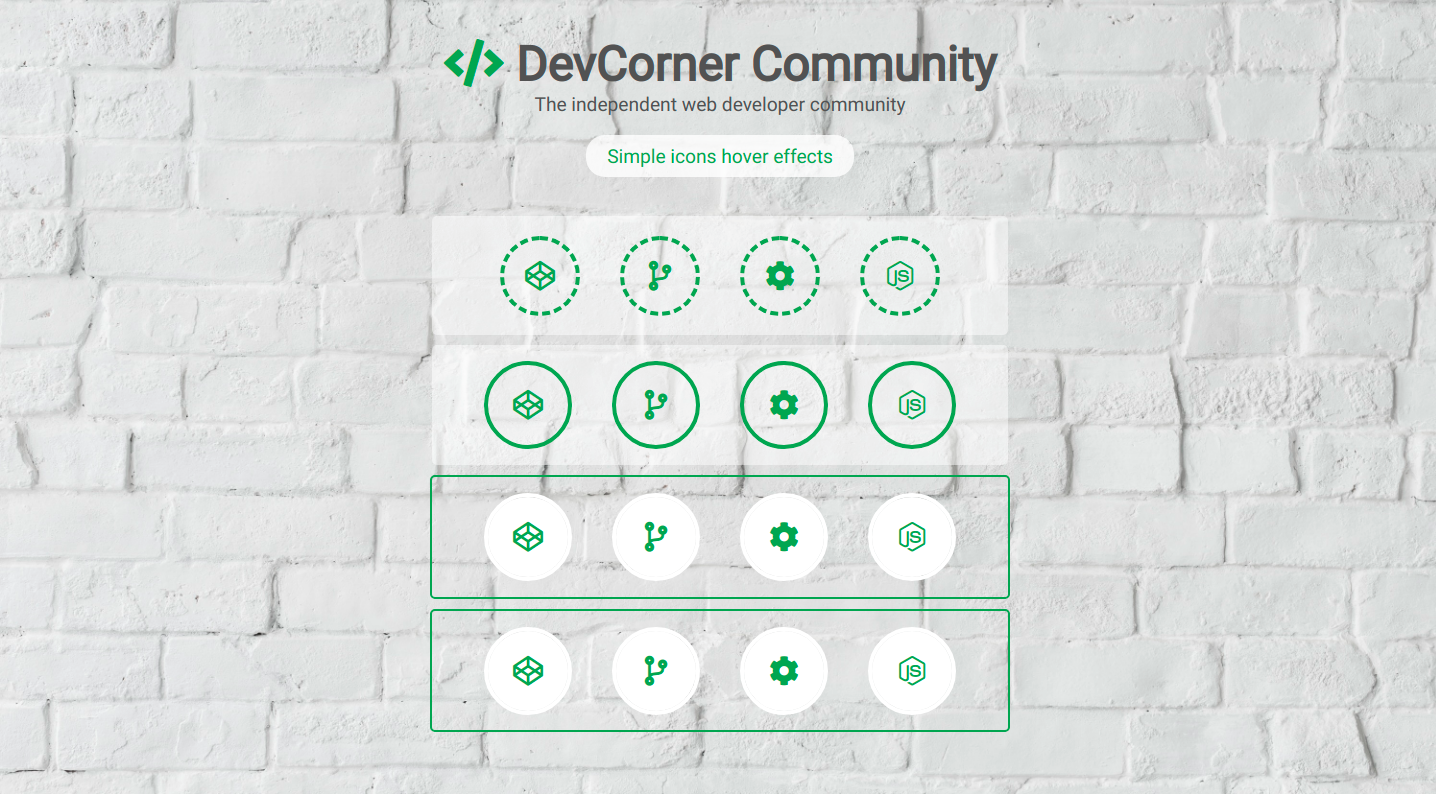 </> DevCorner Community
The independent web developer community
Simple icons hover effects
JS
JS
JS
JS